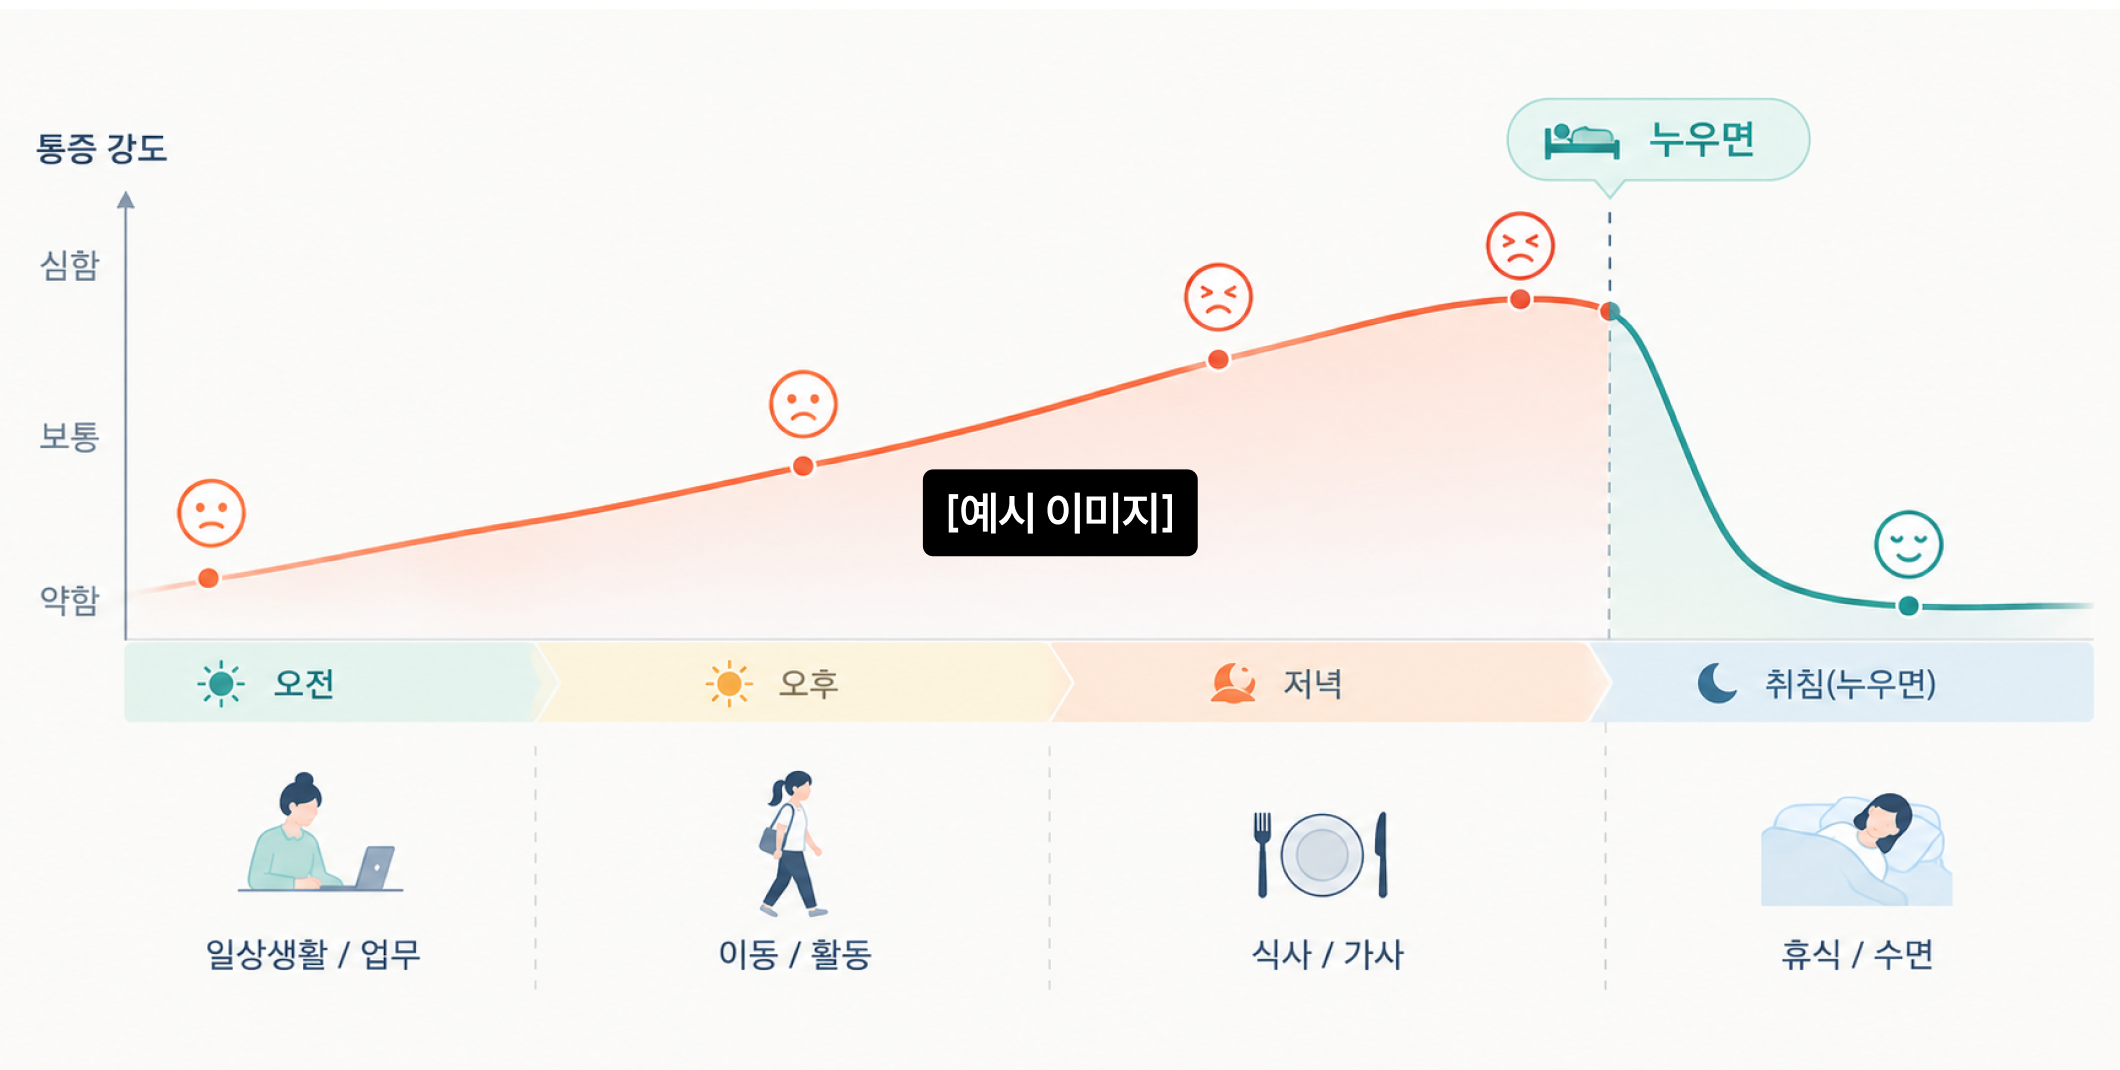 통증 강도
누우면
심함
보통
약함
[예시 이미지]
오전
오후
저녁
취침(누우면)
일상생활 / 업무
이동 / 활동
식사 / 가사
휴식 / 수면